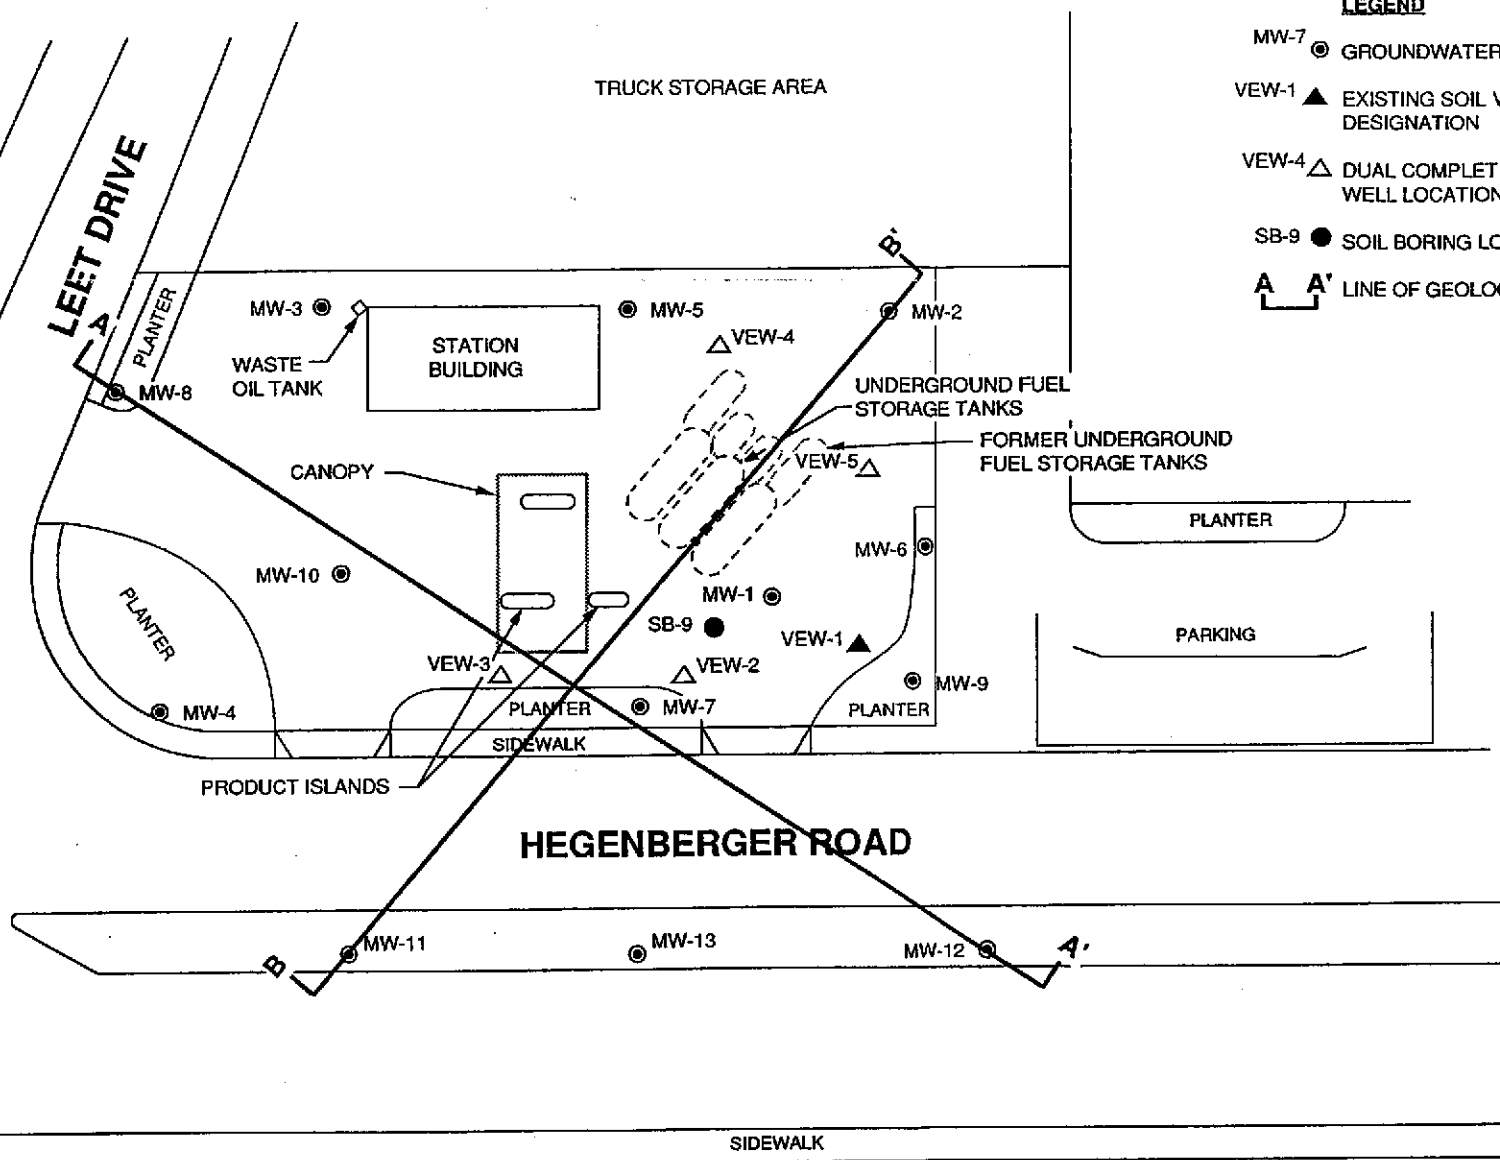 LEGEND
MW-7
GROUNDWATER
VEW-1
EXISTING SOIL
DESIGNATION
VEW-4
DUAL COMPLET
WELL LOCATION
SB-9
SOIL BORING LO
A A'
LINE OF GEOLO
TRUCK STORAGE AREA
LEET DRIVE
A
PLANTER
B'
MW-3
MW-5
MW-2
VEW-4
WASTE
OIL TANK
STATION
BUILDING
MW-8
UNDERGROUND FUEL
STORAGE TANKS
FORMER UNDERGROUND
FUEL STORAGE TANKS
CANOPY
VEW-5
PLANTER
MW-6
MW-10
MW-1
SB-9
VEW-1
PLANTER
PARKING
VEW-3
VEW-2
MW-9
MW-4
PLANTER
MW-7
PLANTER
SIDEWALK
PRODUCT ISLANDS
HEGENBERGER ROAD
MW-11
MW-13
MW-12
A'
B
SIDEWALK